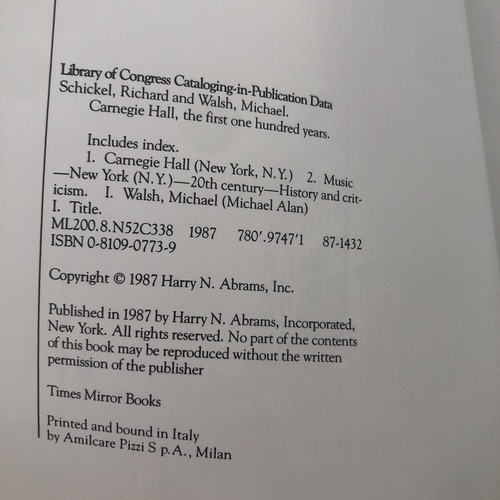 Library of Congress Cataloging-in-Publication Data
Schickel, Richard and Walsh, Michael.
Carnegie Hall, the first one hundred years.
Includes index.
1. Carnegie Hall (New York, N.Y.) 2. Music
—New York (N.Y.)—20th century—History and crit-
icism. I. Walsh, Michael (Michael Alan)
I. Title.
ML200.8.N52C338 1987 780'.9747'1 87-1432
ISBN 0-8109-0773-9
Copyright © 1987 Harry N. Abrams, Inc.
Published in 1987 by Harry N. Abrams, Incorporated,
New York. All rights reserved. No part of the contents
of this book may be reproduced without the written
permission of the publisher
Times Mirror Books
Printed and bound in Italy
by Amilcare Pizzi S p.A., Milan